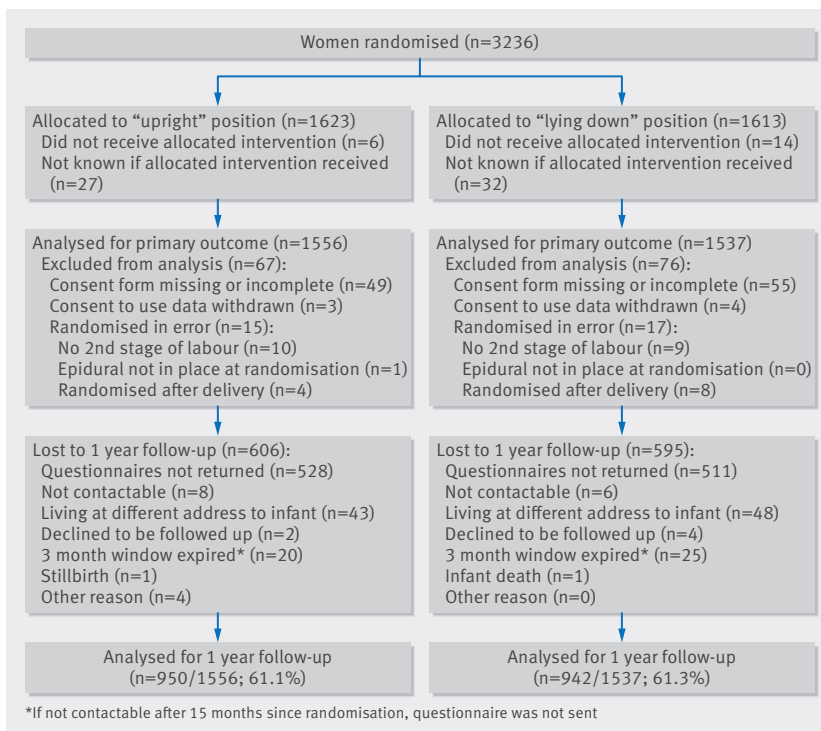 Women randomised (n=3236)
Allocated to “upright” position (n=1623)
Did not receive allocated intervention (n=6)
Not known if allocated intervention received
(n=27)
Allocated to “lying down” position (n=1613)
Did not receive allocated intervention (n=14)
Not known if allocated intervention received
(n=32)
Analysed for primary outcome (n=1556)
Excluded from analysis (n=67):
Consent form missing or incomplete (n=49)
Consent to use data withdrawn (n=3)
Randomised in error (n=15):
No 2nd stage of labour (n=10)
Epidural not in place at randomisation (n=1)
Randomised after delivery (n=4)
Analysed for primary outcome (n=1537)
Excluded from analysis (n=76):
Consent form missing or incomplete (n=55)
Consent to use data withdrawn (n=4)
Randomised in error (n=17):
No 2nd stage of labour (n=9)
Epidural not in place at randomisation (n=0)
Randomised after delivery (n=8)
Lost to 1 year follow-up (n=606):
Questionnaires not returned (n=528)
Not contactable (n=8)
Living at different address to infant (n=43)
Declined to be followed up (n=2)
3 month window expired* (n=20)
Stillbirth (n=1)
Other reason (n=4)
Lost to 1 year follow-up (n=595):
Questionnaires not returned (n=511)
Not contactable (n=6)
Living at different address to infant (n=48)
Declined to be followed up (n=4)
3 month window expired* (n=25)
Infant death (n=1)
Other reason (n=0)
Analysed for 1 year follow-up
(n=950/1556; 61.1%)
Analysed for 1 year follow-up
(n=942/1537; 61.3%)
*If not contactable after 15 months since randomisation, questionnaire was not sent